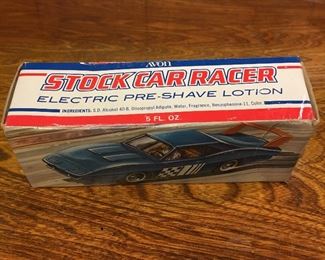 AVON
STOCK CAR RACER
ELECTRIC PRE-SHAVE LOTION
INGREDIENTS: S.D. Alcohol 40-B, Diisopropyl Adipate, Water, Fragrance, Benzophenone-11, Color.
5 FL. OZ